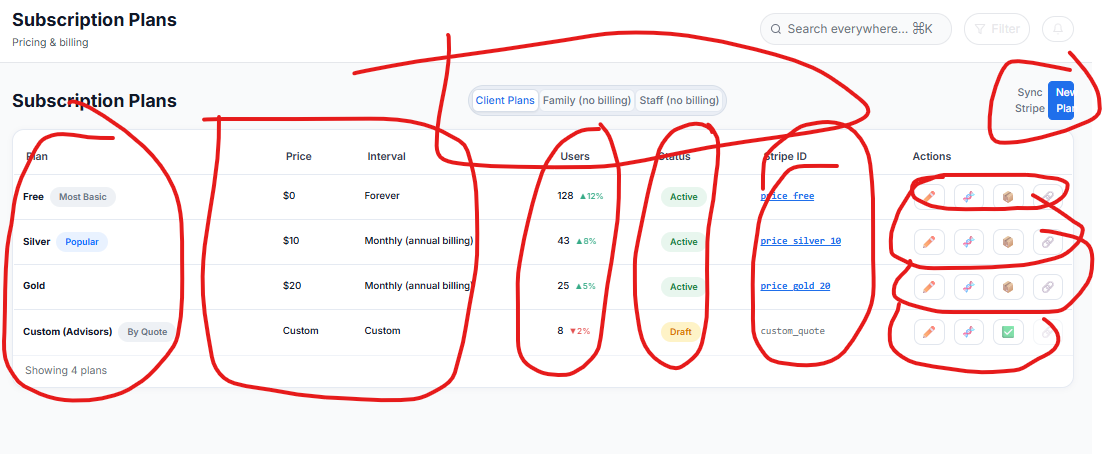 Subscription Plans
Pricing & billing
Search everywhere... ⌘K
Filter
Subscription Plans
Client Plans Family (no billing) Staff (no billing)
Sync Stripe
New Plan
Plan Price Interval Users Status Stripe ID Actions
Free Most Basic $0 Forever 128 ▲12% Active price_free
Silver Popular $10 Monthly (annual billing) 43 ▲8% Active price_silver_10
Gold $20 Monthly (annual billing) 25 ▲5% Active price_gold_20
Custom (Advisors) By Quote Custom Custom 8 ▼2% Draft custom_quote
Showing 4 plans